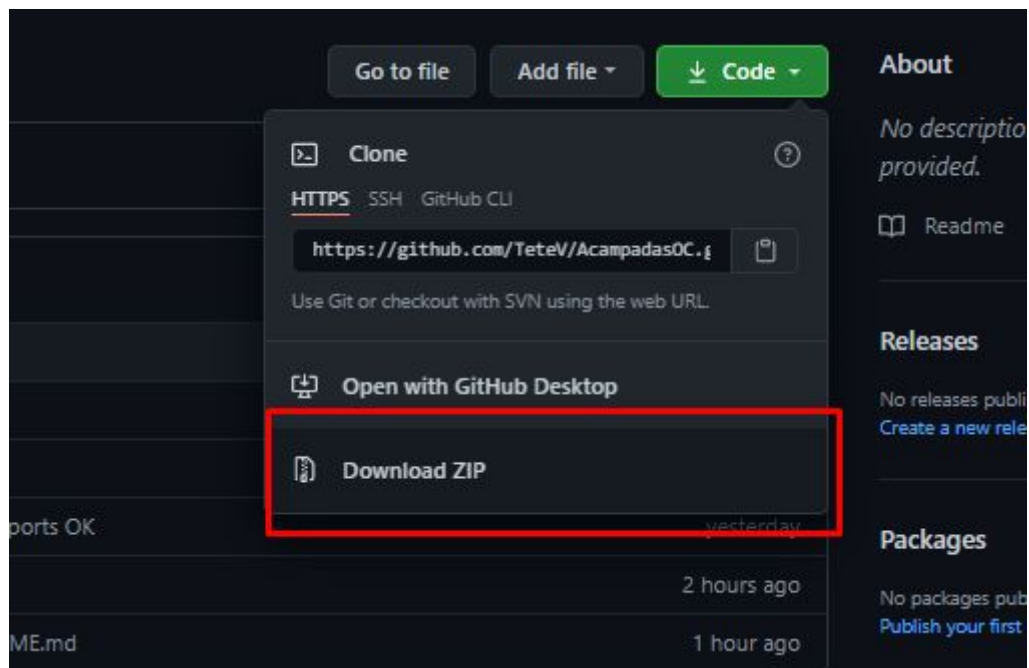 Go to file Add file Code
About
No descriptio
provided.
Readme
Clone
HTTPS SSH GitHub CLI
https://github.com/TeteV/AcampadasOC.g
Use Git or checkout with SVN using the web URL.
Open with GitHub Desktop
Download ZIP
Releases
No releases publi
Create a new rele
ports OK yesterday
2 hours ago
ME.md 1 hour ago
Packages
No packages pub
Publish your first